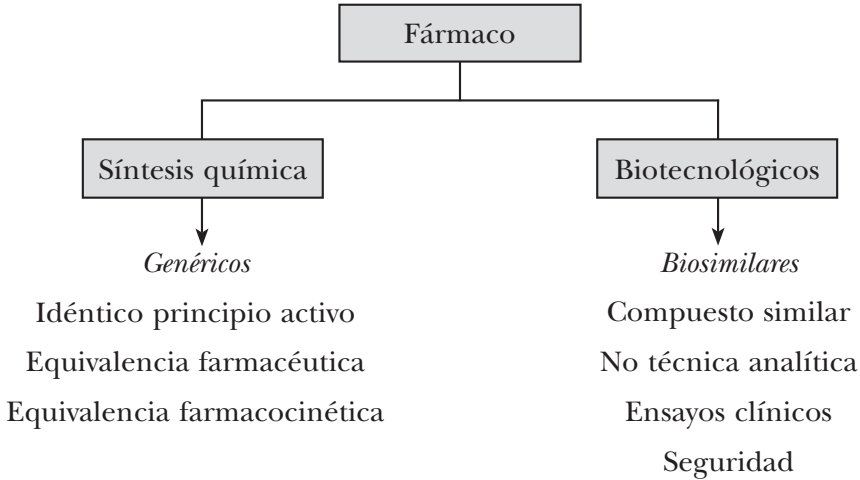 Fármaco
Síntesis química
Biotecnológicos
Genéricos
Biosimilares
Idéntico principio activo
Compuesto similar
Equivalencia farmacéutica
No técnica analítica
Equivalencia farmacocinética
Ensayos clínicos
Seguridad